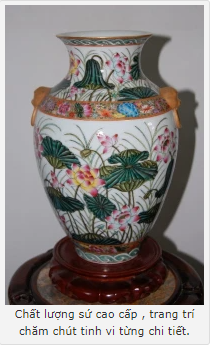 Chất lượng sứ cao cấp , trang trí
chăm chút tinh vi từng chi tiết.